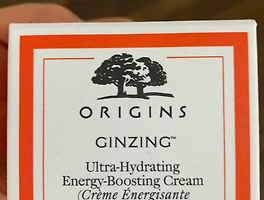 ORIGINS
GINZING™
Ultra-Hydrating
Energy-Boosting Cream
(Crème Énergisante